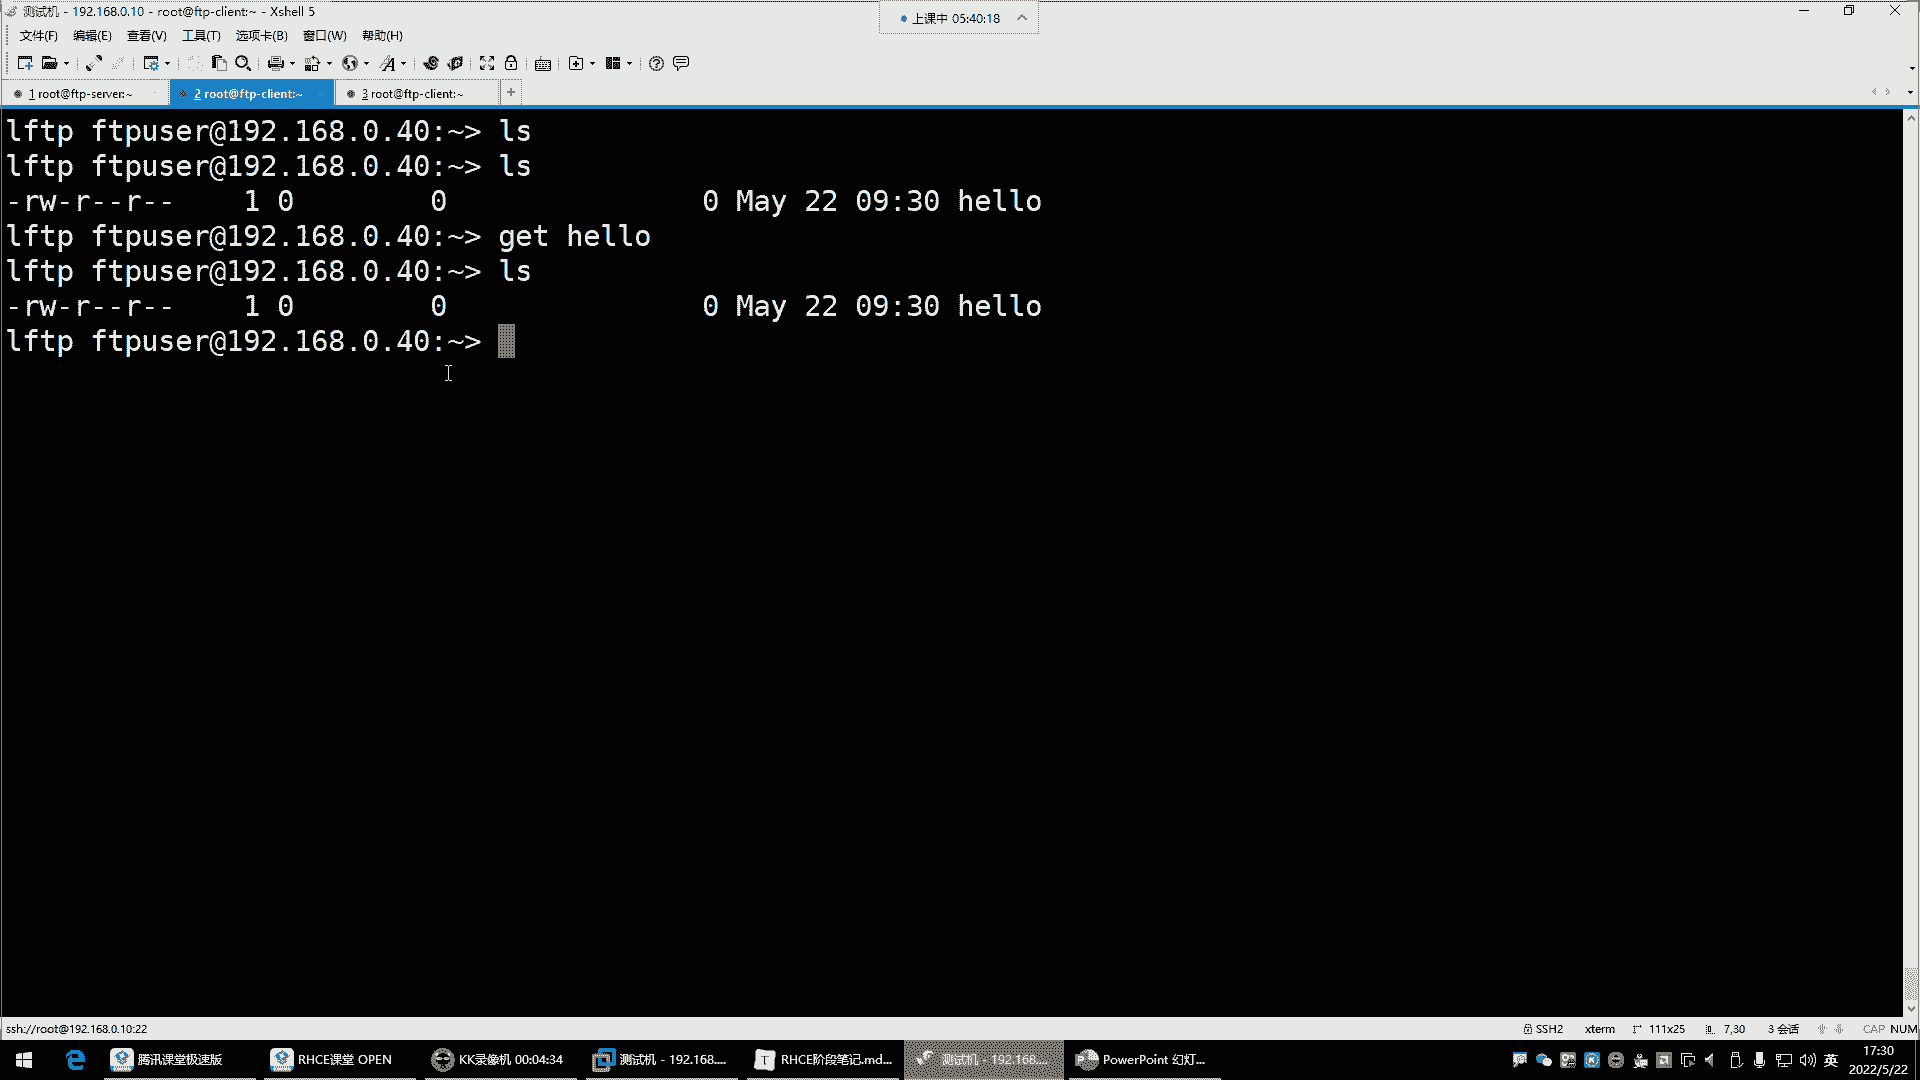 测试机 - 192.168.0.10 - root@ftp-client:~ - Xshell 5
上课中 05:40:18
文件(F) 编辑(E) 查看(V) 工具(T) 选项卡(B) 窗口(W) 帮助(H)
1 root@ftp-server:~ 2 root@ftp-client:~ 3 root@ftp-client:~
lftp ftpuser@192.168.0.40:~> ls
lftp ftpuser@192.168.0.40:~> ls
-rw-r--r--    1 0        0               0 May 22 09:30 hello
lftp ftpuser@192.168.0.40:~> get hello
lftp ftpuser@192.168.0.40:~> ls
-rw-r--r--    1 0        0               0 May 22 09:30 hello
lftp ftpuser@192.168.0.40:~>
ssh://root@192.168.0.10:22 SSH2 xterm 111x25 7,30 3 会话 CAP NUM
腾讯课堂极速版 RHCE课堂 OPEN KK录像机 00:04:34 测试机 - 192.168.... RHCE阶段笔记.md... 测试机 - 192.168.... PowerPoint 幻灯... 英 17:30
2022/5/22